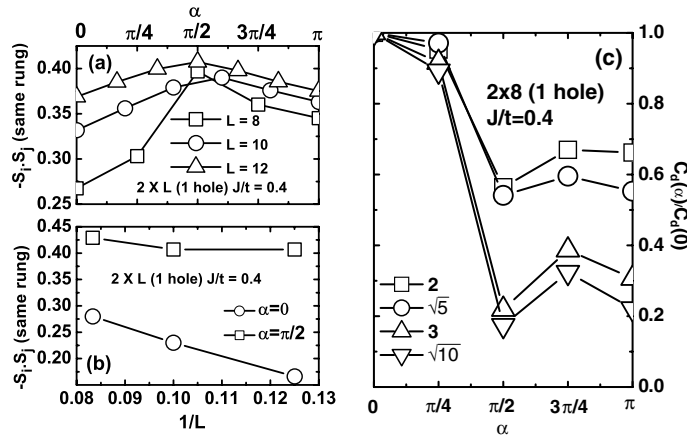 α
0 π/4 π/2 3π/4 π
(a)
-S_i.S_j (same rung)
0.40
0.35
0.30
0.25
L = 8
L = 10
L = 12
2 X L (1 hole) J/t = 0.4
-S_i.S_j (same rung)
0.45
0.40
0.35
0.30
0.25
0.20
2 X L (1 hole) J/t = 0.4
α=0
α=π/2
(b)
0.08 0.09 0.10 0.11 0.12 0.13
1/L
(c)
2x8 (1 hole)
J/t=0.4
2
√5
3
√10
1.0
0.8
0.6
0.4
0.2
0.0
C_d(α)/C_d(0)
0 π/4 π/2 3π/4 π
α